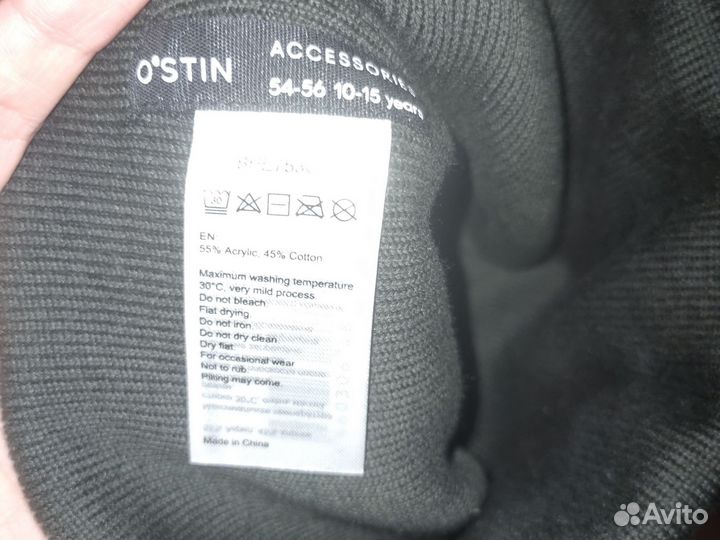 O'STIN
ACCESSORIES
54-56 10-15 years
30
EN:
55% Acrylic, 45% Cotton
Maximum washing temperature
30°C, very mild process
Do not bleach
Flat drying.
Do not iron
Do not dry clean
Dry flat
For occasional wear
Not to rub.
Pilking may come.
Made in China
Avito